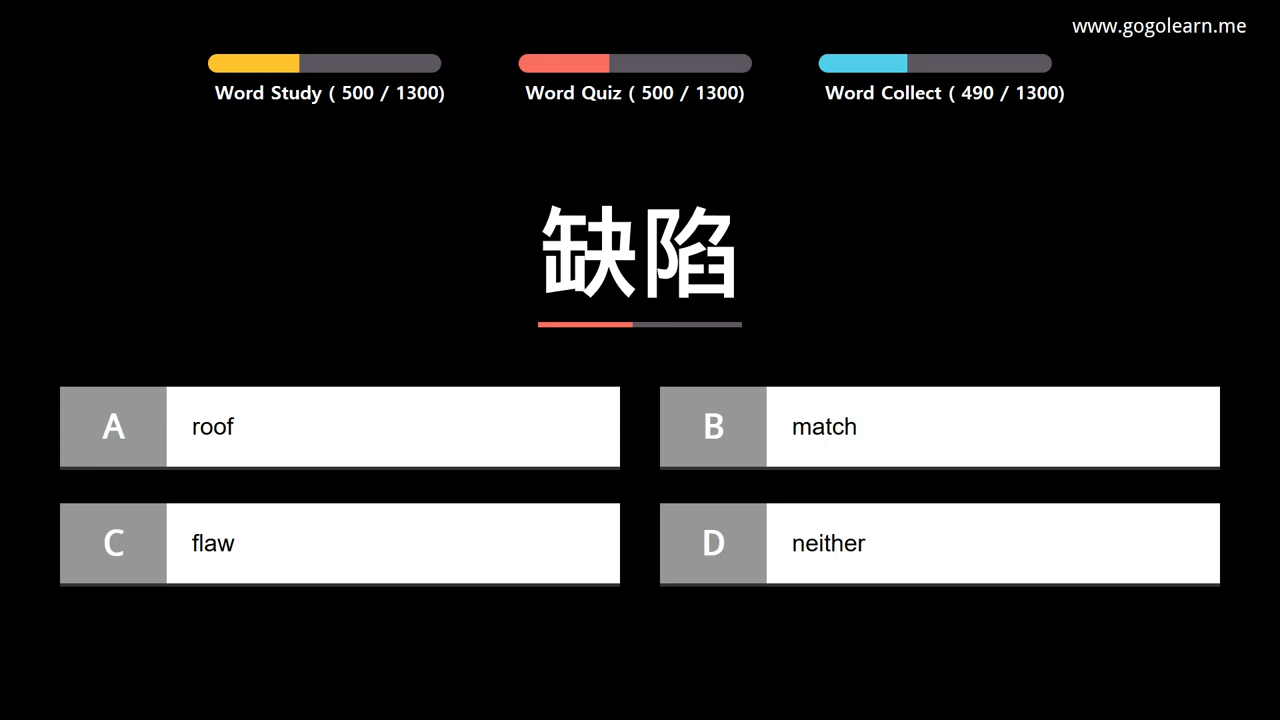 www.gogolearn.me
Word Study ( 500 / 1300)
Word Quiz ( 500 / 1300)
Word Collect ( 490 / 1300)
缺陷
A roof
B match
C flaw
D neither